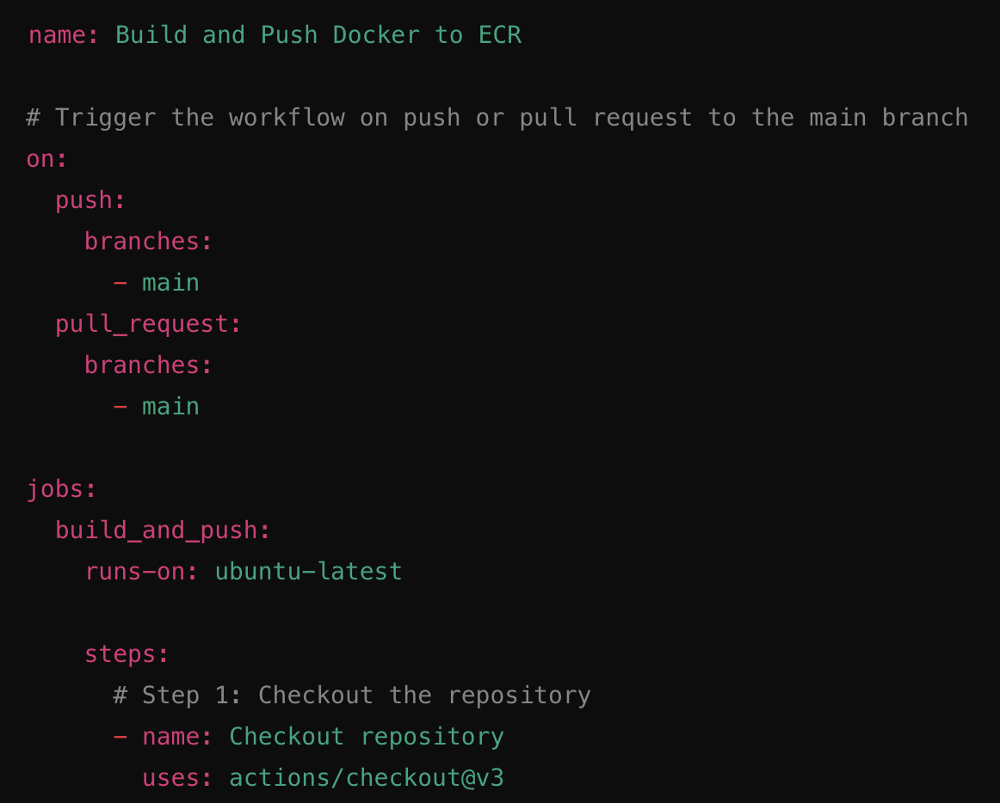 name: Build and Push Docker to ECR
# Trigger the workflow on push or pull request to the main branch
on:
  push:
    branches:
      - main
  pull_request:
    branches:
      - main
jobs:
  build_and_push:
    runs-on: ubuntu-latest
    steps:
      # Step 1: Checkout the repository
      - name: Checkout repository
        uses: actions/checkout@v3